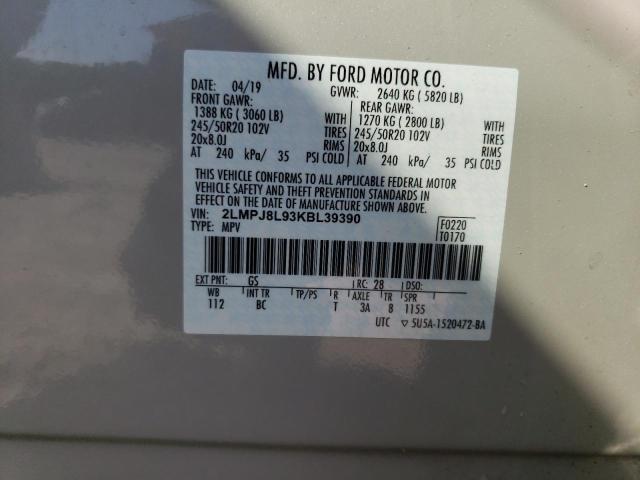 MFD. BY FORD MOTOR CO.
DATE: 04/19 GVWR: 2640 KG ( 5820 LB)
FRONT GAWR: REAR GAWR:
1388 KG ( 3060 LB) WITH 1270 KG ( 2800 LB) WITH
245/50R20 102V TIRES 245/50R20 102V TIRES
20x8.0J RIMS 20x8.0J RIMS
AT 240 kPa/ 35 PSI COLD AT 240 kPa/ 35 PSI COLD
THIS VEHICLE CONFORMS TO ALL APPLICABLE FEDERAL MOTOR
VEHICLE SAFETY AND THEFT PREVENTION STANDARDS IN
EFFECT ON THE DATE OF MANUFACTURE SHOWN ABOVE.
VIN: 2LMPJ8L93KBL39390 F0220
TYPE: MPV T0170
EXT PNT: GS RC: 28 DSO:
WB INT TR TP/PS R AXLE TR SPR
112 BC T 3A 8 1155
UTC ▽ 5U5A-1520472-BA